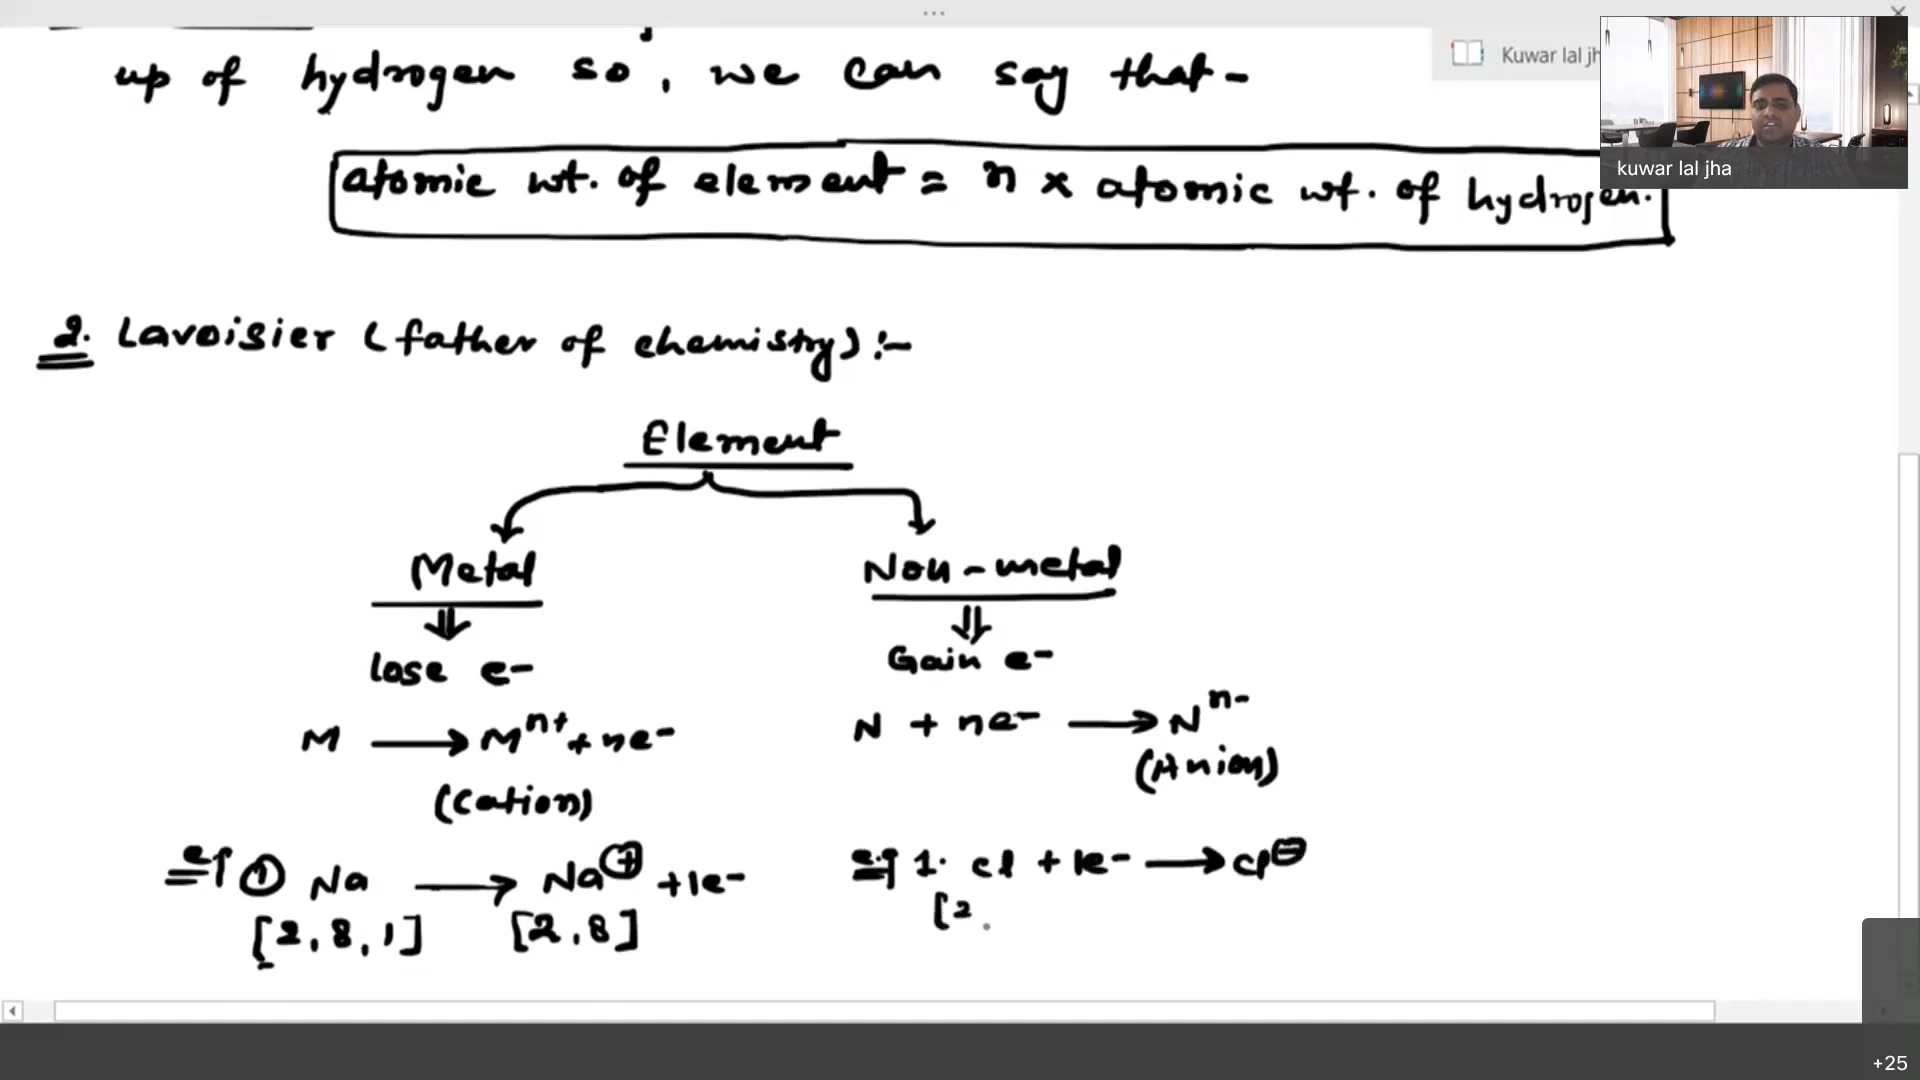 up of hydrogen so, we can say that-
Kuwar lal jh
kuwar lal jha
atomic wt. of element = n × atomic wt. of hydrogen.
2. Lavoisier (father of chemistry) :-
Element
Metal Non-metal
⇓ ⇓
lose e- Gain e-
M ⟶ Mⁿ⁺ + ne- N + ne- ⟶ Nⁿ⁻
(Cation) (Anion)
eg ① Na ⟶ Na⊕ + 1e- e.g 1. cl + 1e- ⟶ cl⊖
[2,8,1] [2,8] [2,
+25